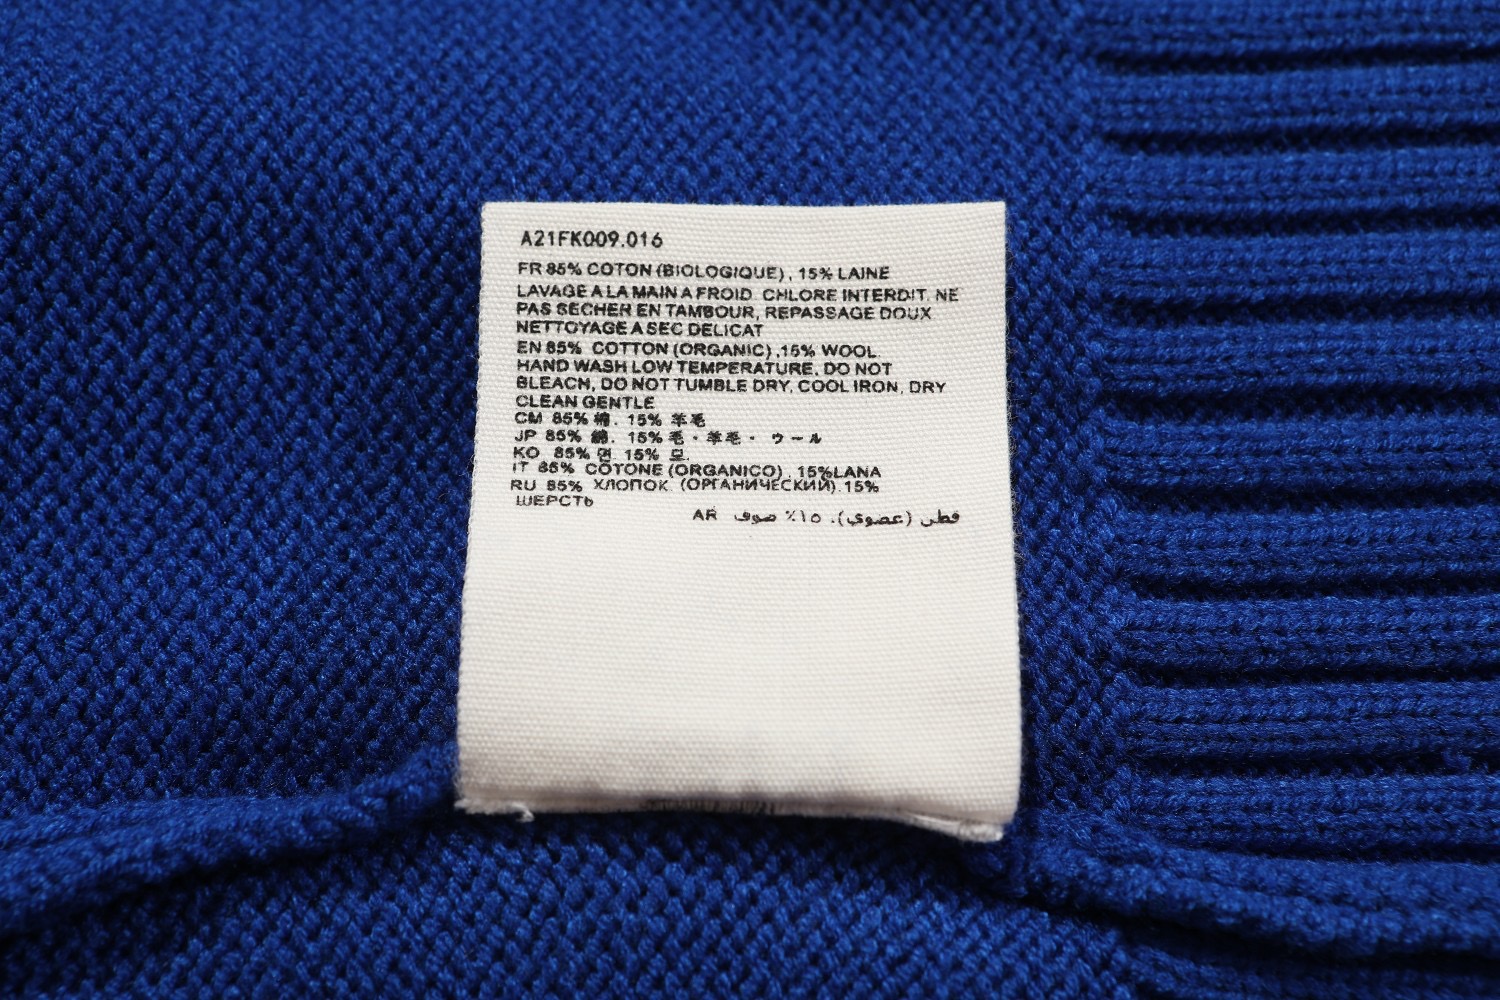 A21FK009.016
FR 85% COTON (BIOLOGIQUE), 15% LAINE
LAVAGE A LA MAIN A FROID. CHLORE INTERDIT. NE
PAS SECHER EN TAMBOUR, REPASSAGE DOUX
NETTOYAGE A SEC DELICAT
EN 85% COTTON (ORGANIC), 15% WOOL.
HAND WASH LOW TEMPERATURE, DO NOT
BLEACH, DO NOT TUMBLE DRY, COOL IRON, DRY
CLEAN GENTLE
CM 85% 棉. 15% 羊毛
JP 85% 綿. 15% 毛・羊毛・ウール
KO 85% 면 15% 모.
IT 85% COTONE (ORGANICO), 15%LANA
RU 85% ХЛОПОК. (ОРГАНИЧЕСКИЙ).15%
ШЕРСТЬ
قطن (عضوي)، ١٥٪ صوف AR